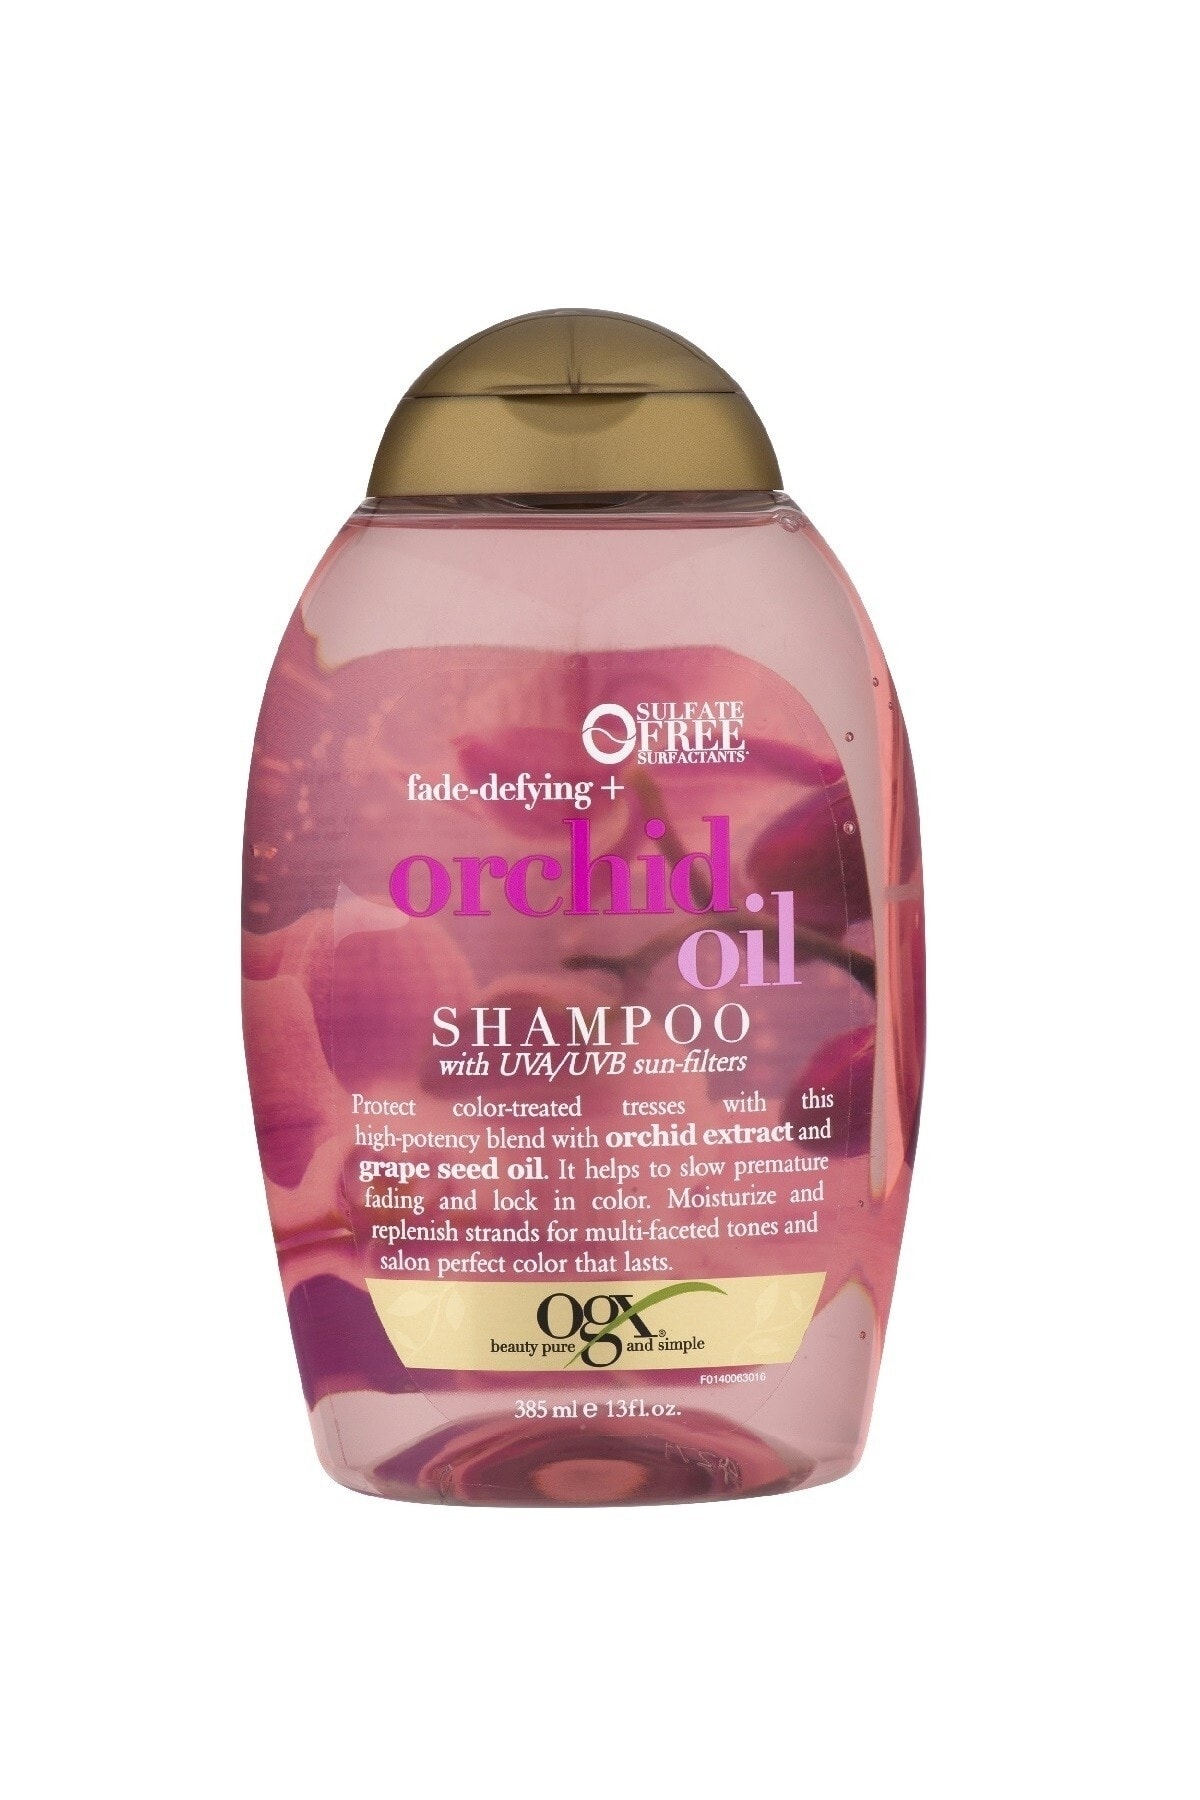 SULFATE
FREE
SURFACTANTS*
fade-defying +
orchid
oil
SHAMPOO
with UVA/UVB sun-filters
Protect color-treated tresses with this
high-potency blend with orchid extract and
grape seed oil. It helps to slow premature
fading and lock in color. Moisturize and
replenish strands for multi-faceted tones and
salon perfect color that lasts.
ogx®
beauty pure and simple
F0140063016
385 ml e 13fl.oz.